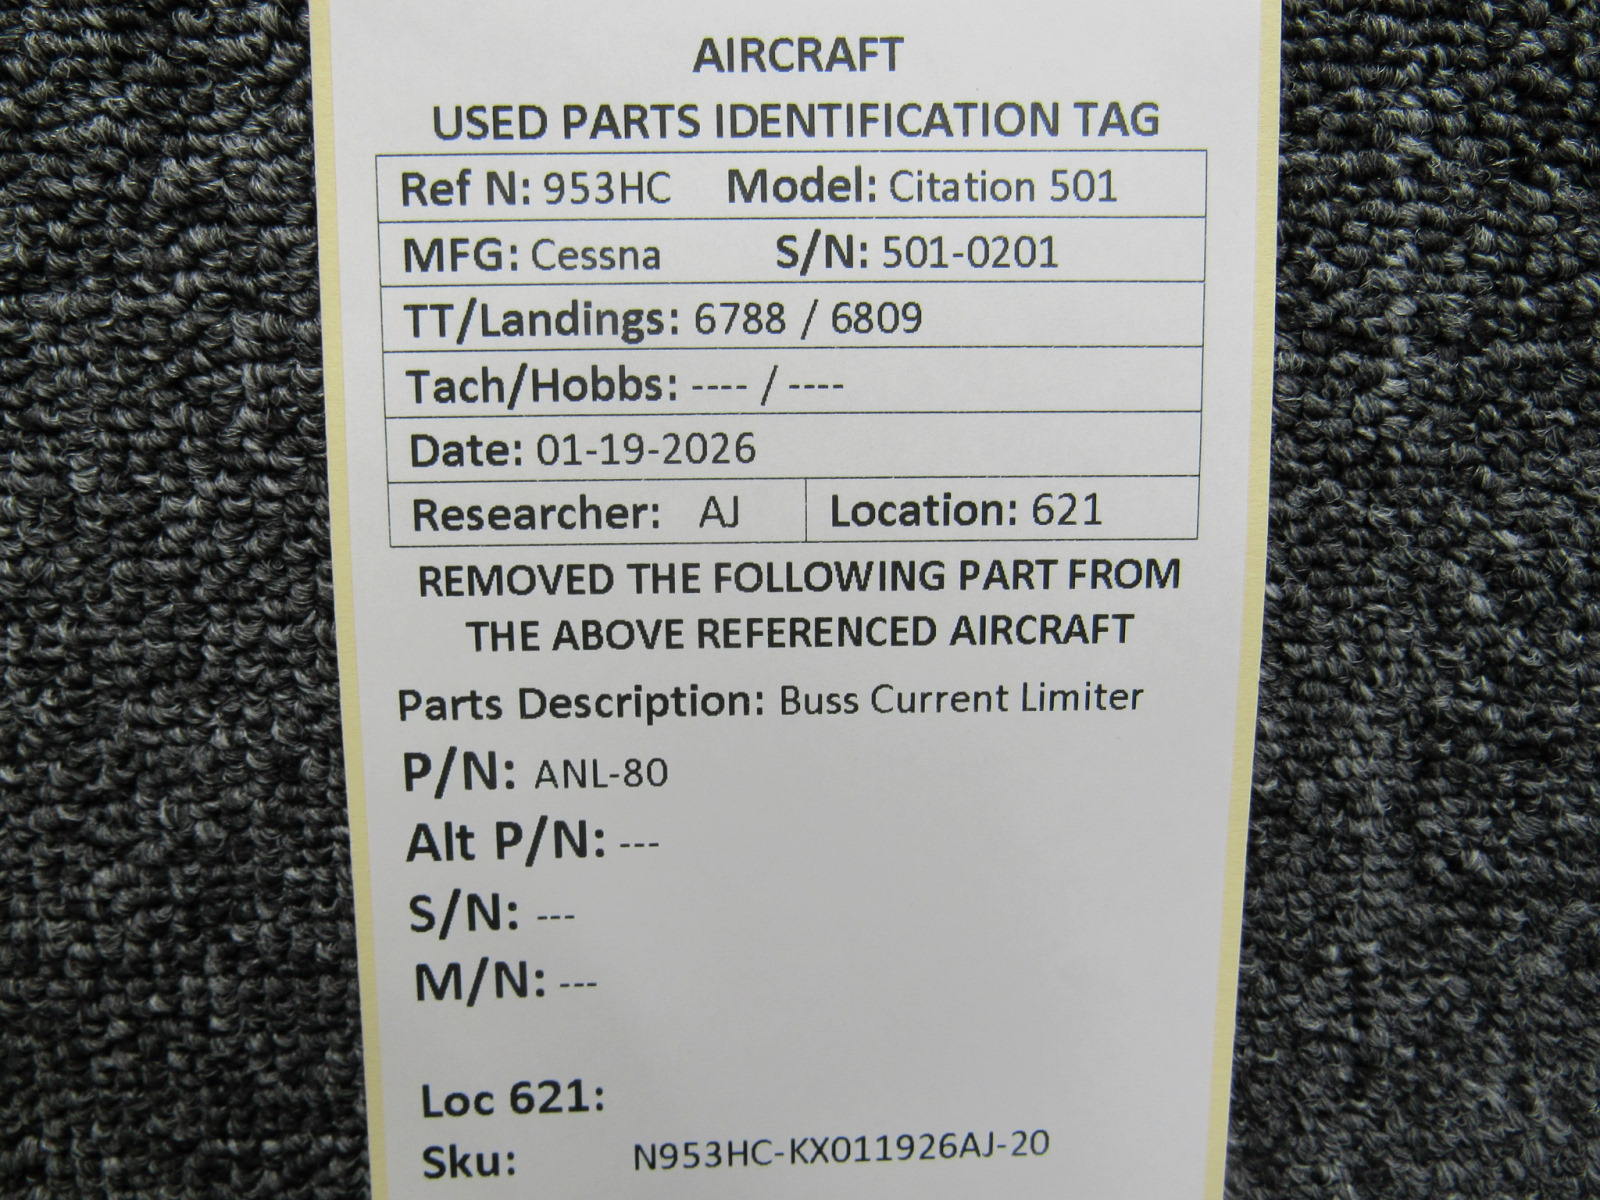 AIRCRAFT
USED PARTS IDENTIFICATION TAG
Ref N: 953HC Model: Citation 501
MFG: Cessna S/N: 501-0201
TT/Landings: 6788 / 6809
Tach/Hobbs: ---- / ----
Date: 01-19-2026
Researcher: AJ Location: 621
REMOVED THE FOLLOWING PART FROM
THE ABOVE REFERENCED AIRCRAFT
Parts Description: Buss Current Limiter
P/N: ANL-80
Alt P/N: ---
S/N: ---
M/N: ---
Loc 621:
Sku: N953HC-KX011926AJ-20